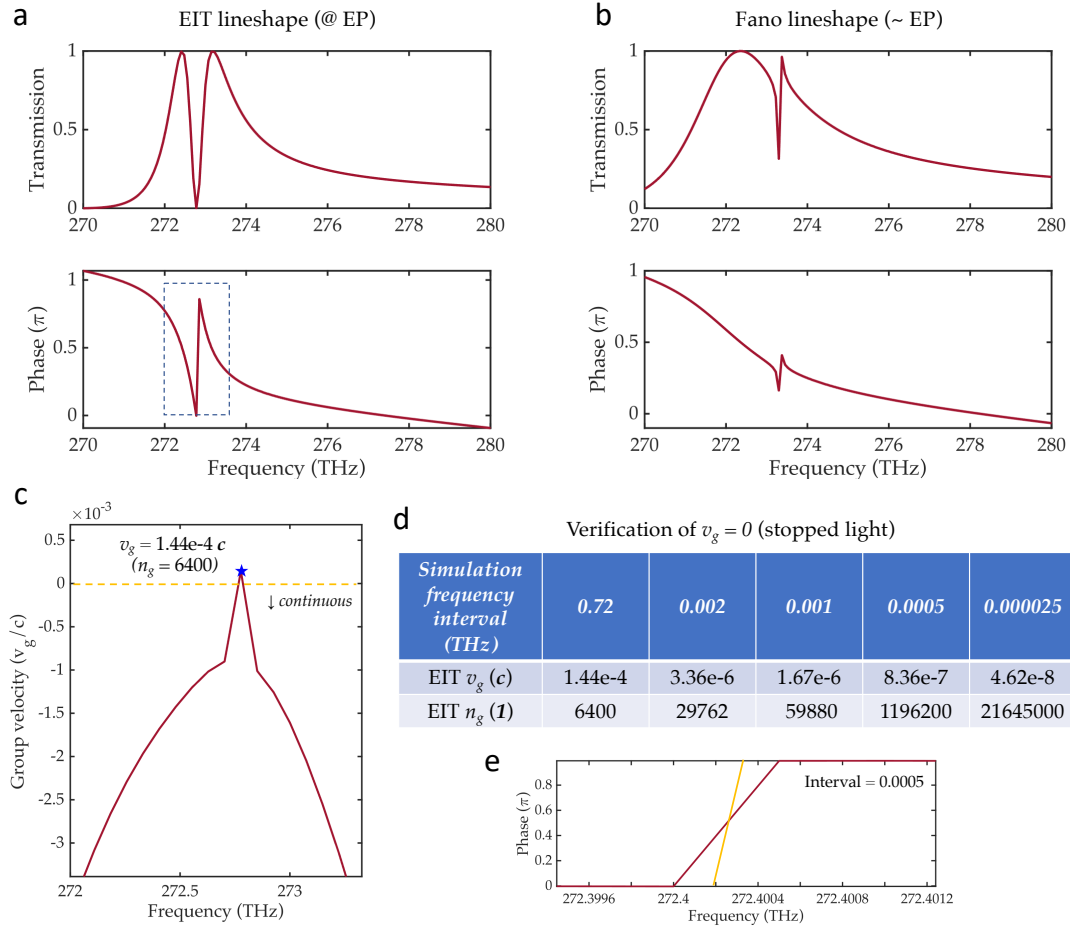 a
EIT lineshape (@ EP)
Transmission
1
0.5
0
270 272 274 276 278 280
Phase (π)
1
0.5
0
270 272 274 276 278 280
Frequency (THz)
b
Fano lineshape (~ EP)
Transmission
1
0.5
0
270 272 274 276 278 280
Phase (π)
1
0.5
0
270 272 274 276 278 280
Frequency (THz)
c
×10⁻³
Group velocity (v_g/c)
0.5
0
-0.5
-1
-1.5
-2
-2.5
-3
v_g = 1.44e-4 c
(n_g = 6400)
↓ continuous
272 272.5 273
Frequency (THz)
d
Verification of v_g = 0 (stopped light)
Simulation frequency interval (THz) 0.72 0.002 0.001 0.0005 0.000025
EIT v_g (c) 1.44e-4 3.36e-6 1.67e-6 8.36e-7 4.62e-8
EIT n_g (1) 6400 29762 59880 1196200 21645000
e
Phase (π)
0.8
0.6
0.4
0.2
0
Interval = 0.0005
272.3996 272.4 272.4004 272.4008 272.4012
Frequency (THz)